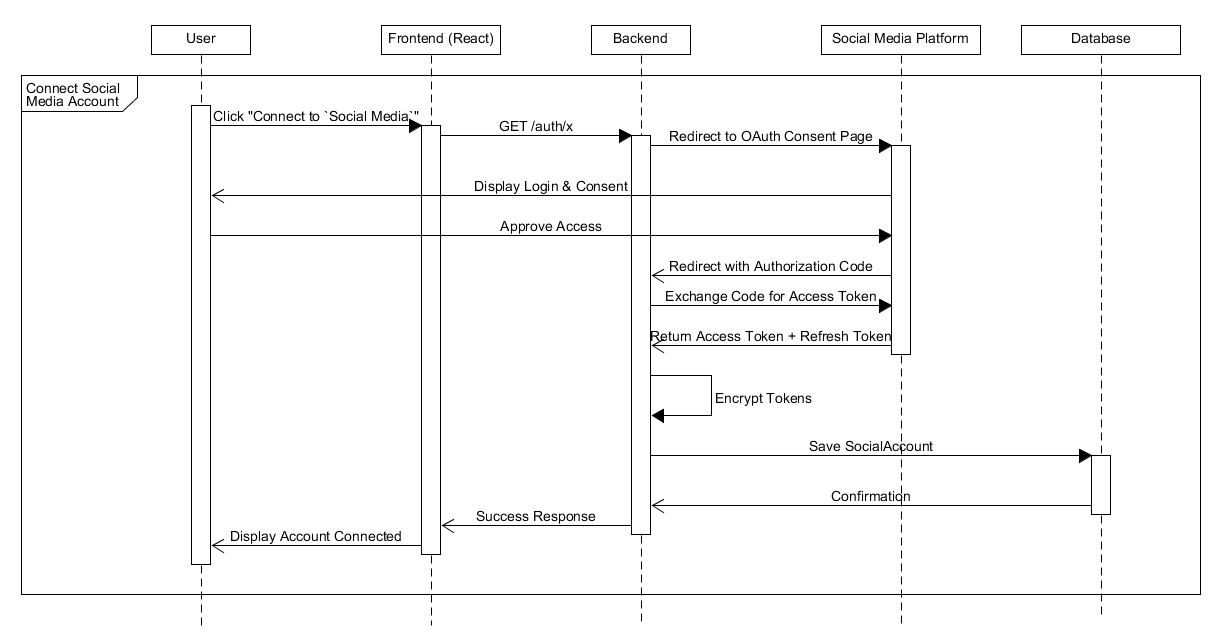 User
Frontend (React)
Backend
Social Media Platform
Database
Connect Social
Media Account
Click "Connect to `Social Media`"
GET /auth/x
Redirect to OAuth Consent Page
Display Login & Consent
Approve Access
Redirect with Authorization Code
Exchange Code for Access Token
Return Access Token + Refresh Token
Encrypt Tokens
Save SocialAccount
Confirmation
Success Response
Display Account Connected